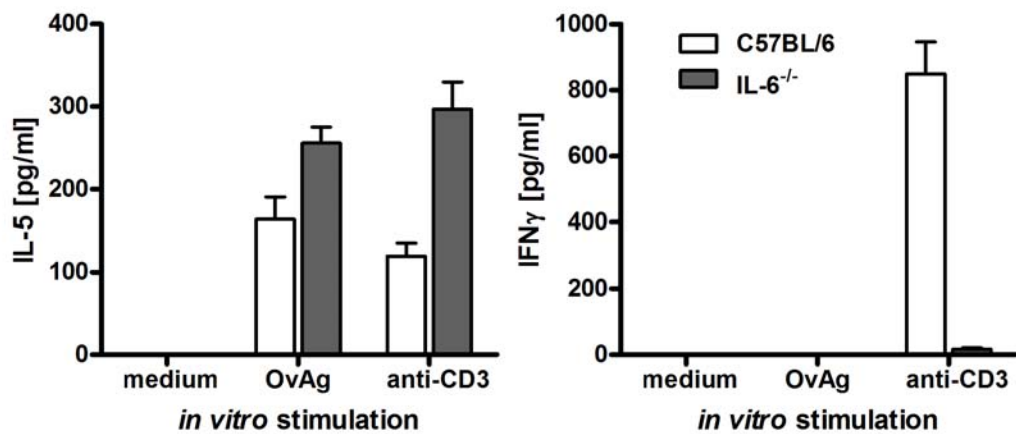 IL-5 [pg/ml]
400
300
200
100
0
medium OvAg anti-CD3
in vitro stimulation
IFNγ [pg/ml]
1000
800
600
400
200
0
C57BL/6
IL-6-/-
medium OvAg anti-CD3
in vitro stimulation